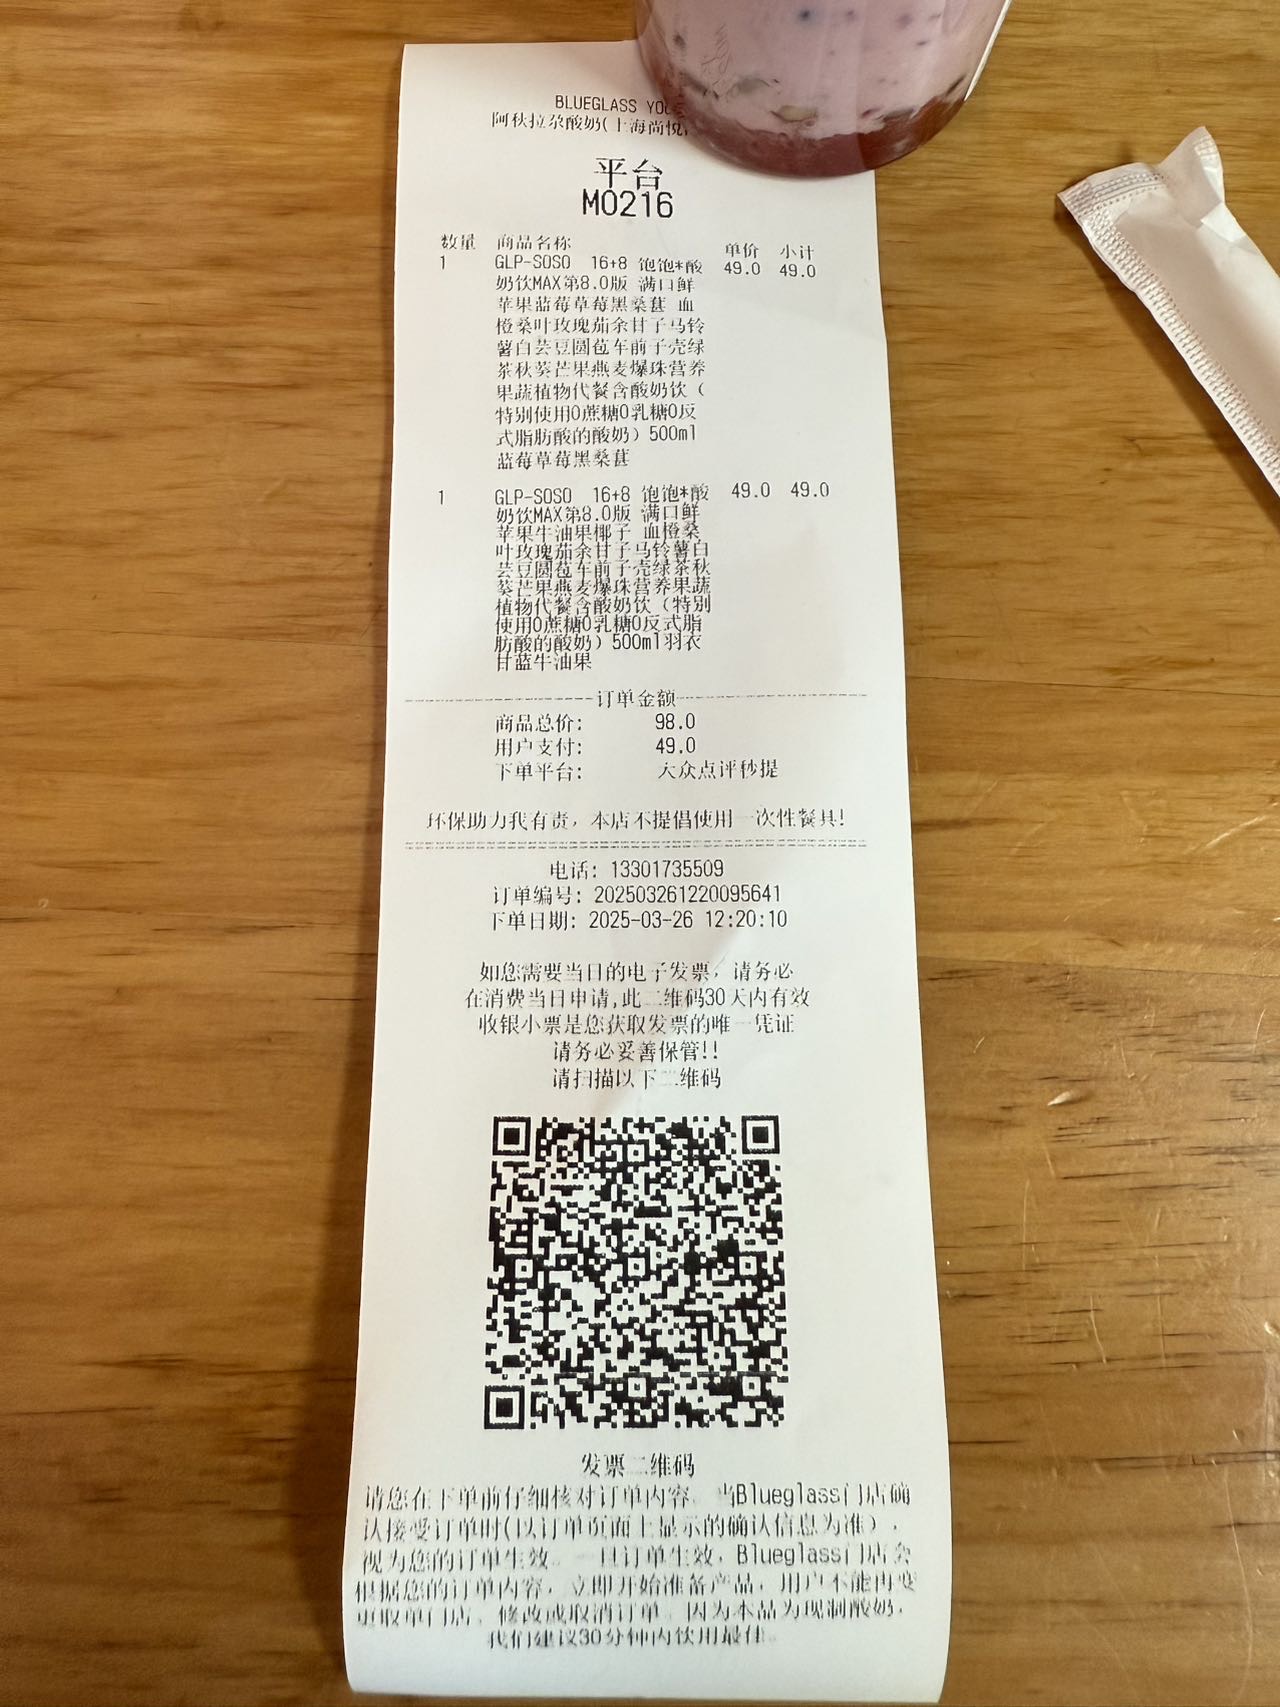 BLUEGLASS YO
阿秋拉尕酸奶(上海尚悦
平台
M0216
数量 商品名称 单价 小计
1 GLP-SOSO 16+8 饱饱*酸 49.0 49.0
奶饮MAX第8.0版 满口鲜
苹果蓝莓草莓黑桑葚 血
橙桑叶玫瑰茄余甘子马铃
薯白芸豆圆苞车前子壳绿
茶秋葵芒果燕麦爆珠营养
果蔬植物代餐含酸奶饮（
特别使用0蔗糖0乳糖0反
式脂肪酸的酸奶）500ml
蓝莓草莓黑桑葚
1 GLP-SOSO 16+8 饱饱*酸 49.0 49.0
奶饮MAX第8.0版 满口鲜
苹果牛油果椰子 血橙桑
叶玫瑰茄余甘子马铃薯白
芸豆圆苞车前子壳绿茶秋
葵芒果燕麦爆珠营养果蔬
植物代餐含酸奶饮（特别
使用0蔗糖0乳糖0反式脂
肪酸的酸奶）500ml羽衣
甘蓝牛油果
订单金额
商品总价: 98.0
用户支付: 49.0
下单平台: 大众点评秒提
环保助力我有责，本店不提倡使用一次性餐具!
电话: 13301735509
订单编号: 202503261220095641
下单日期: 2025-03-26 12:20:10
如您需要当日的电子发票，请务必
在消费当日申请,此二维码30天内有效
收银小票是您获取发票的唯一凭证
请务必妥善保管!!
请扫描以下二维码
发票二维码
请您在下单前仔细核对订单内容。当Blueglass门店确
认接受订单时(以订单页面上显示的确认信息为准)，
视为您的订单生效。一旦订单生效，Blueglass门店会
根据您的订单内容，立即开始准备产品，用户不能再变
更取单门店、修改或取消订单。因为本品为现制酸奶，
我们建议30分钟内饮用最佳。